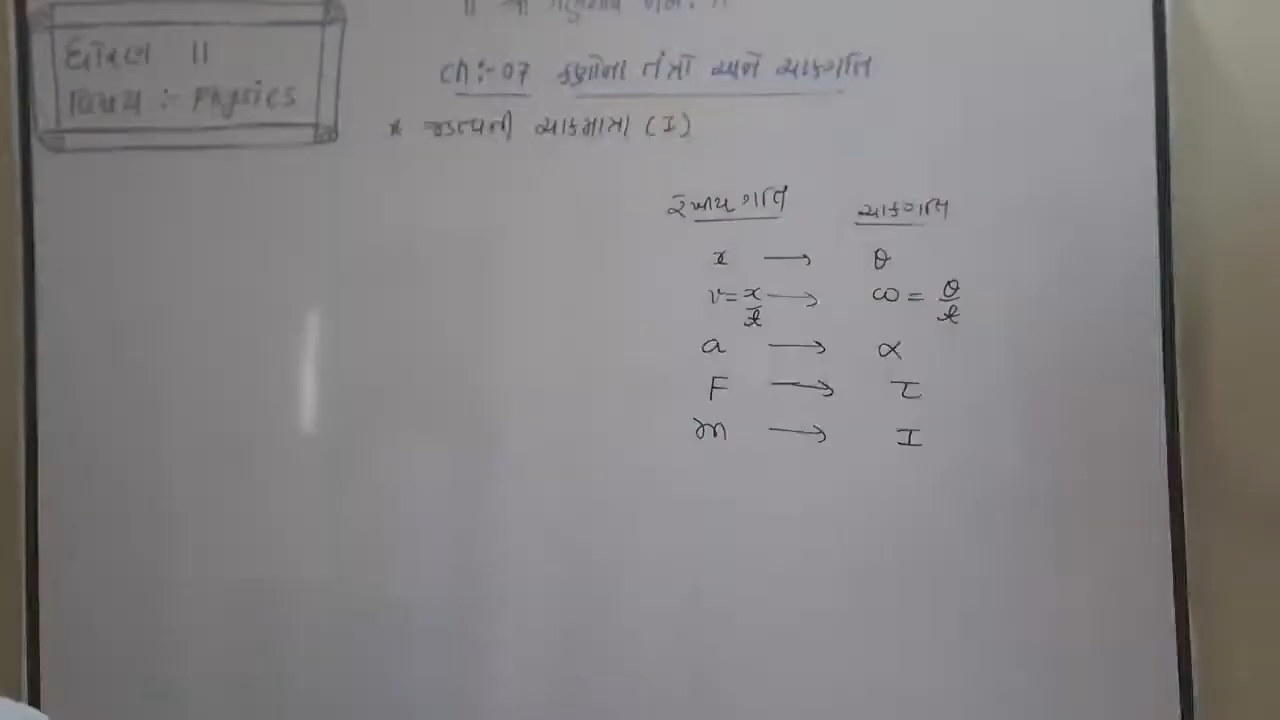 ધોરણ 11
વિષય :- Physics
Ch:-07 કણોના તંત્રો અને ચાકગતિ
* જડત્વની ચાકમાત્રા (I)
રેખીય ગતિ ચાકગતિ
x → θ
v = x/t → ω = θ/t
a → α
F → τ
m → I